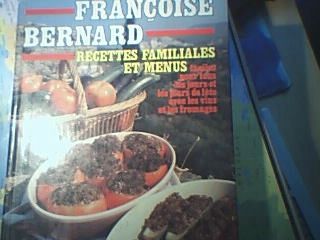 FRANÇOISE
BERNARD
RECETTES FAMILIALES
ET MENUS faciles
pour tous
les jours et
les jours de fête
avec les vins
et les fromages